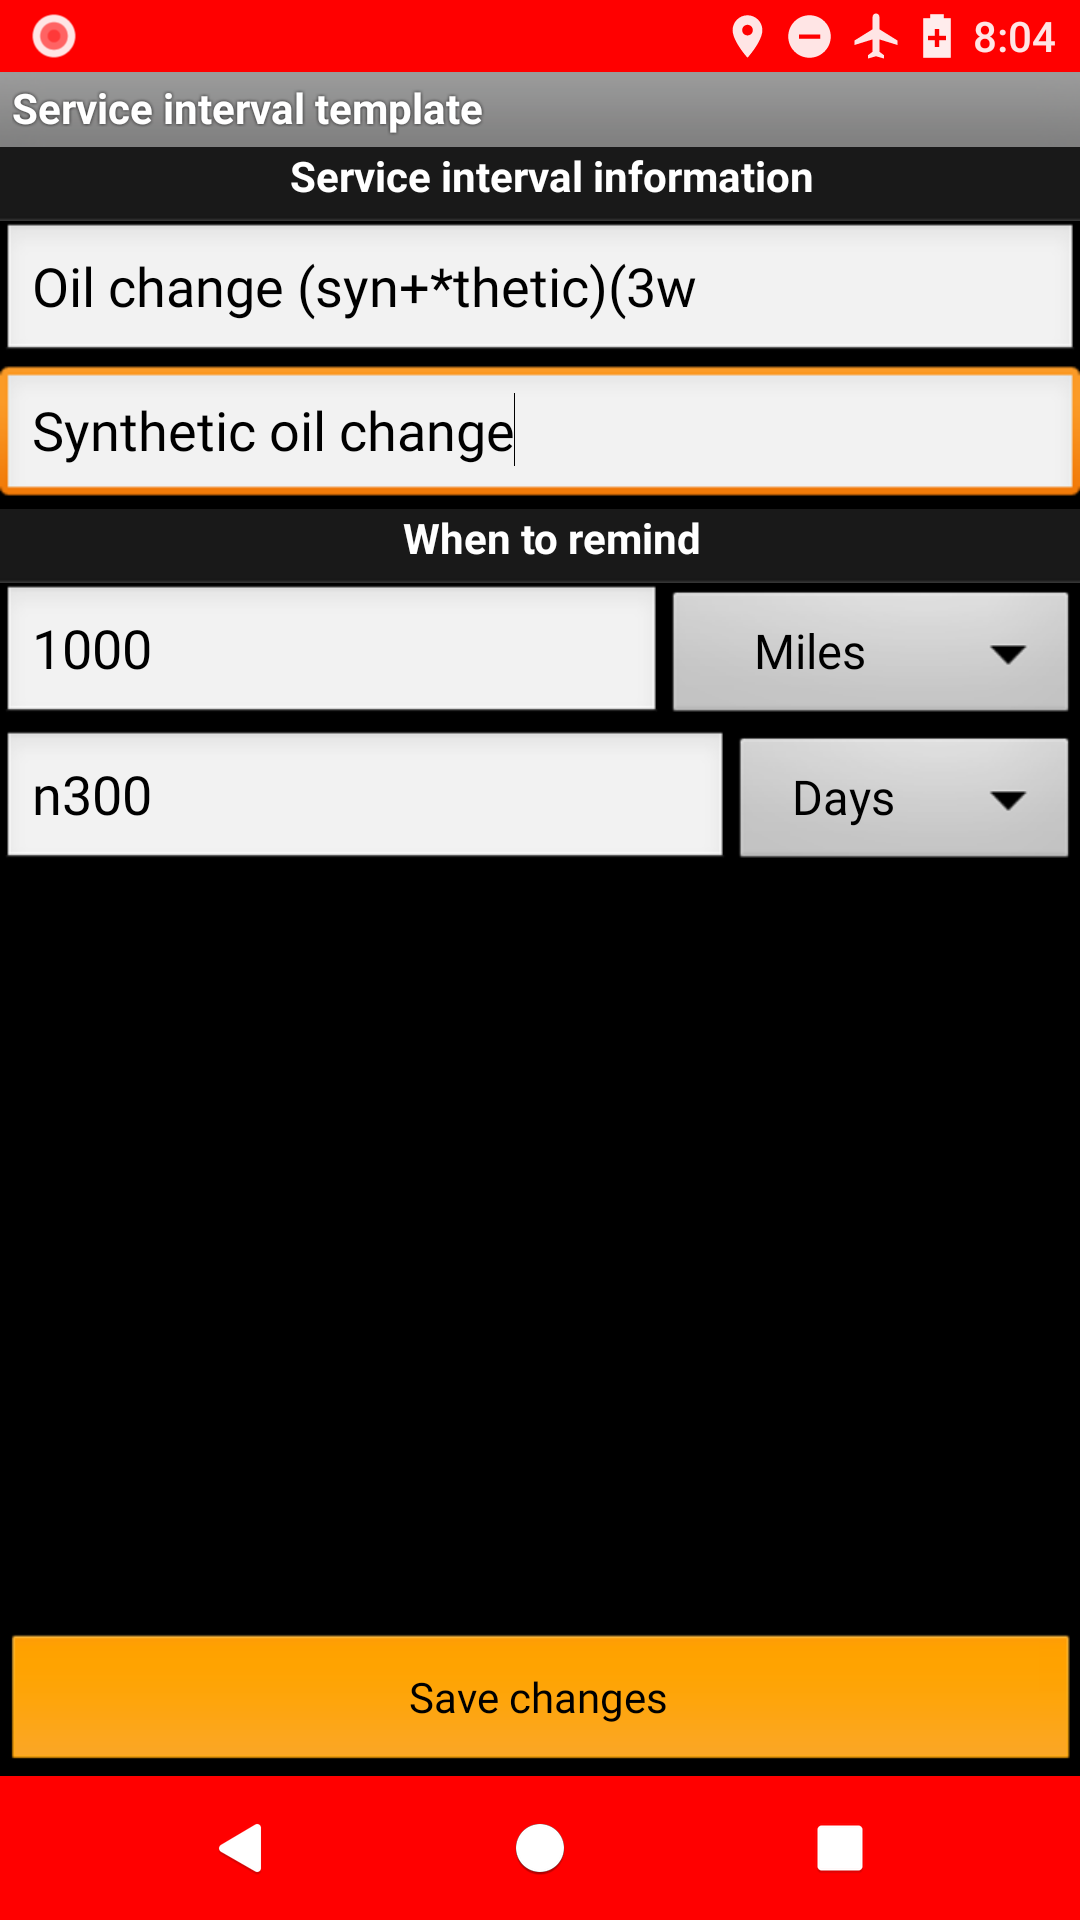 8:04
Service interval template
Service interval information
Oil change (syn+*thetic)(3w
Synthetic oil change
When to remind
1000
Miles
n300
Days
Save changes